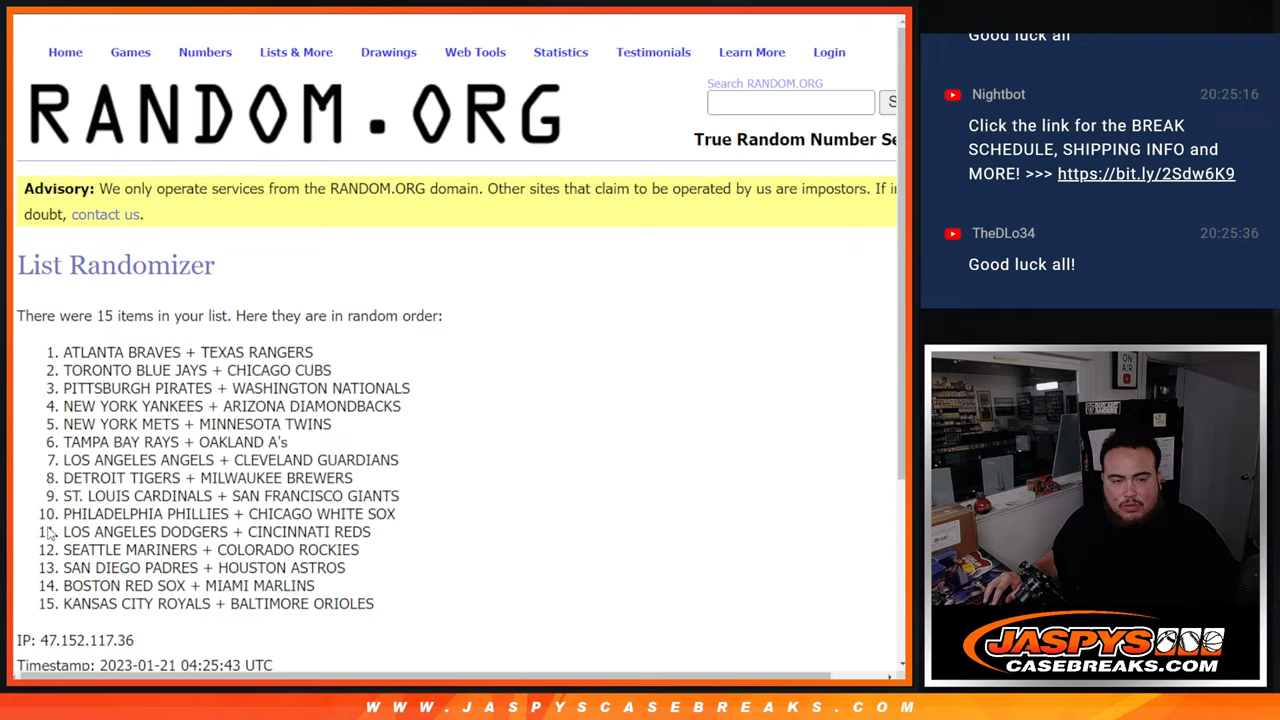 Home Games Numbers Lists & More Drawings Web Tools Statistics Testimonials Learn More Login
RANDOM.ORG
Search RANDOM.ORG
S
True Random Number Se
Advisory: We only operate services from the RANDOM.ORG domain. Other sites that claim to be operated by us are impostors. If in
doubt, contact us.
List Randomizer
There were 15 items in your list. Here they are in random order:
1. ATLANTA BRAVES + TEXAS RANGERS
2. TORONTO BLUE JAYS + CHICAGO CUBS
3. PITTSBURGH PIRATES + WASHINGTON NATIONALS
4. NEW YORK YANKEES + ARIZONA DIAMONDBACKS
5. NEW YORK METS + MINNESOTA TWINS
6. TAMPA BAY RAYS + OAKLAND A's
7. LOS ANGELES ANGELS + CLEVELAND GUARDIANS
8. DETROIT TIGERS + MILWAUKEE BREWERS
9. ST. LOUIS CARDINALS + SAN FRANCISCO GIANTS
10. PHILADELPHIA PHILLIES + CHICAGO WHITE SOX
11. LOS ANGELES DODGERS + CINCINNATI REDS
12. SEATTLE MARINERS + COLORADO ROCKIES
13. SAN DIEGO PADRES + HOUSTON ASTROS
14. BOSTON RED SOX + MIAMI MARLINS
15. KANSAS CITY ROYALS + BALTIMORE ORIOLES
IP: 47.152.117.36
Timestamp: 2023-01-21 04:25:43 UTC
Good luck all
Nightbot 20:25:16
Click the link for the BREAK
SCHEDULE, SHIPPING INFO and
MORE! >>> https://bit.ly/2Sdw6K9
TheDLo34 20:25:36
Good luck all!
ON
AIR
JASPYS
CASEBREAKS.COM
WWW.JASPYSCASEBREAKS.COM